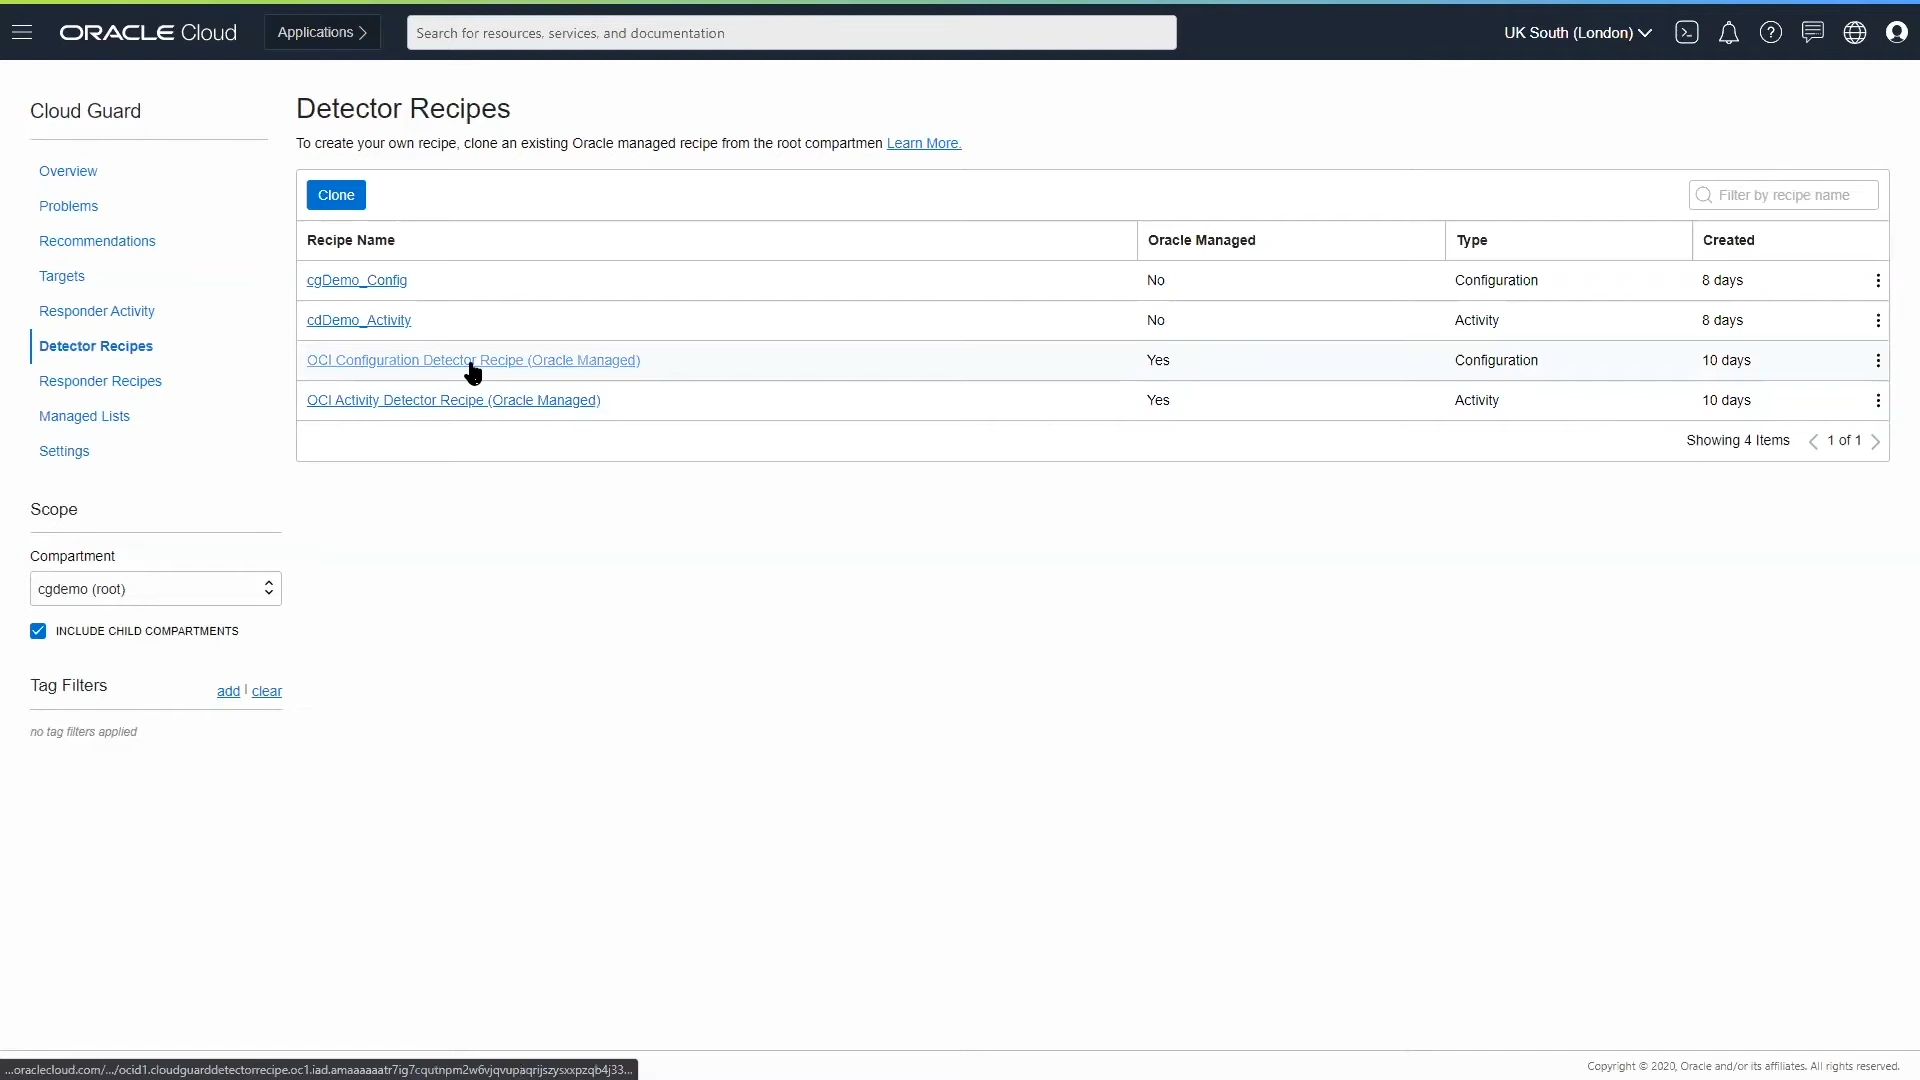 ORACLE Cloud
Applications
Search for resources, services, and documentation
UK South (London)
Cloud Guard
Overview
Problems
Recommendations
Targets
Responder Activity
Detector Recipes
Responder Recipes
Managed Lists
Settings
Scope
Compartment
cgdemo (root)
INCLUDE CHILD COMPARTMENTS
Tag Filters
add | clear
no tag filters applied
Detector Recipes
To create your own recipe, clone an existing Oracle managed recipe from the root compartmen Learn More.
Clone
Filter by recipe name
Recipe Name Oracle Managed Type Created
cgDemo_Config No Configuration 8 days
cdDemo_Activity No Activity 8 days
OCI Configuration Detector Recipe (Oracle Managed) Yes Configuration 10 days
OCI Activity Detector Recipe (Oracle Managed) Yes Activity 10 days
Showing 4 Items 1 of 1
...oraclecloud.com/.../ocid1.cloudguarddetectorrecipe.oc1.iad.amaaaaaatr7ig7cqutnpm2w6vjqvupaqrijszysxxpzqb4j33...
Copyright © 2020, Oracle and/or its affiliates. All rights reserved.